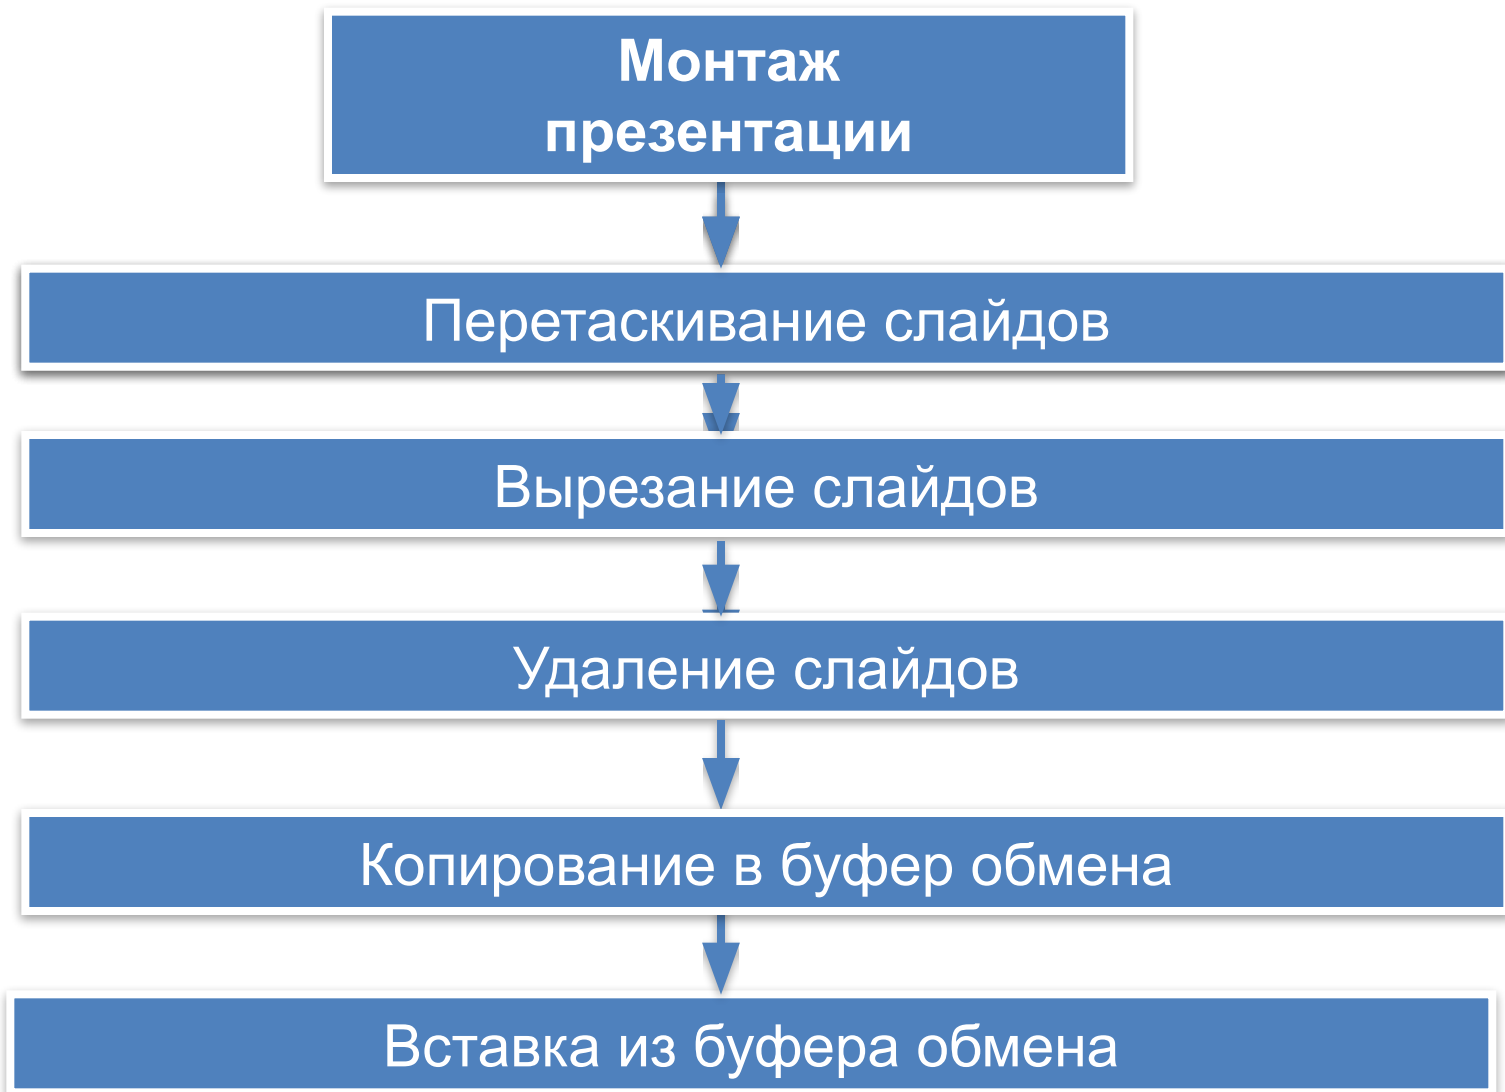 Монтаж
презентации
Перетаскивание слайдов
Вырезание слайдов
Удаление слайдов
Копирование в буфер обмена
Вставка из буфера обмена